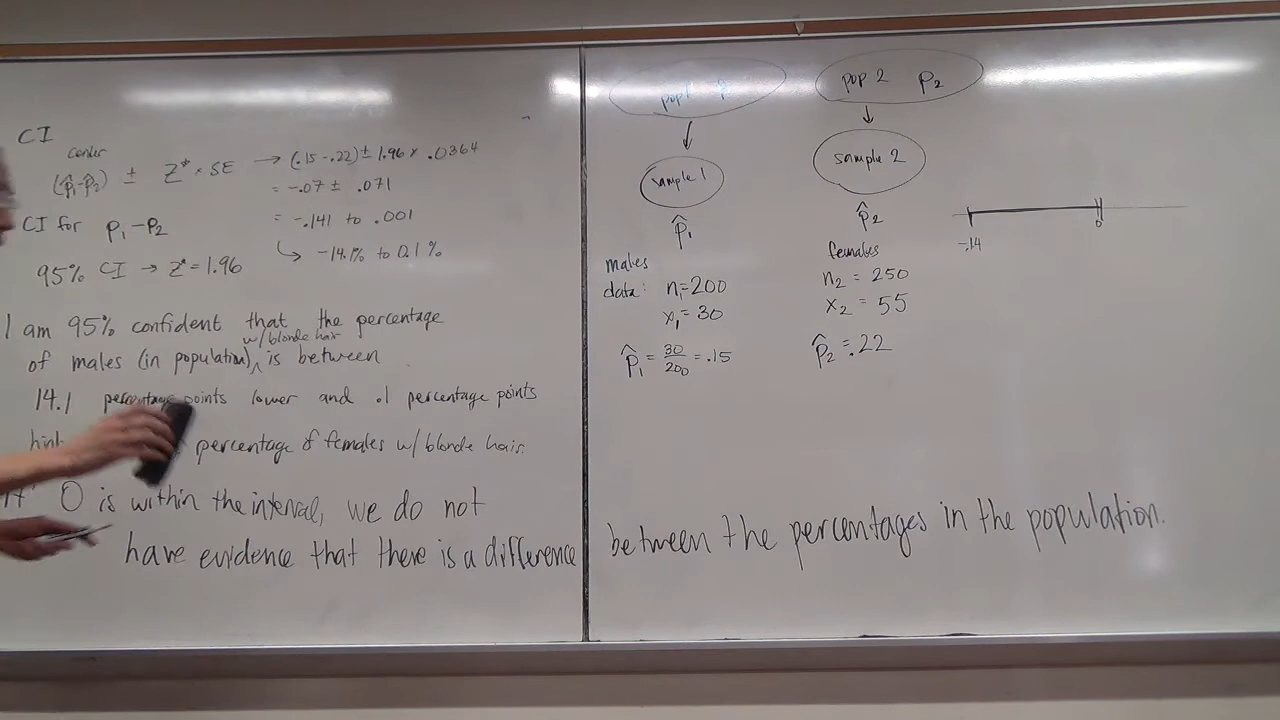 CI
center
(p̂₁-p̂₂) ± Z* × SE → (.15-.22) ± 1.96 × .0364
= -.07 ± .071
CI for p₁-p₂
= -.141 to .001
↳ -14.1% to 0.1%
95% CI → Z* = 1.96
I am 95% confident that the percentage
w/blonde hair
of males (in population) ^ is between
14.1 percentage points lower and .1 percentage points
percentage of females w/blonde hair.
0 is within the interval, we do not
have evidence that there is a difference
pop 1
pop 2 p₂
sample 1
sample 2
p̂₁
p̂₂
-.14
0
males
data: n₁=200
x₁=30
p̂₁ = 30/200 = .15
females
n₂ = 250
x₂ = 55
p̂₂ = .22
between the percentages in the population.